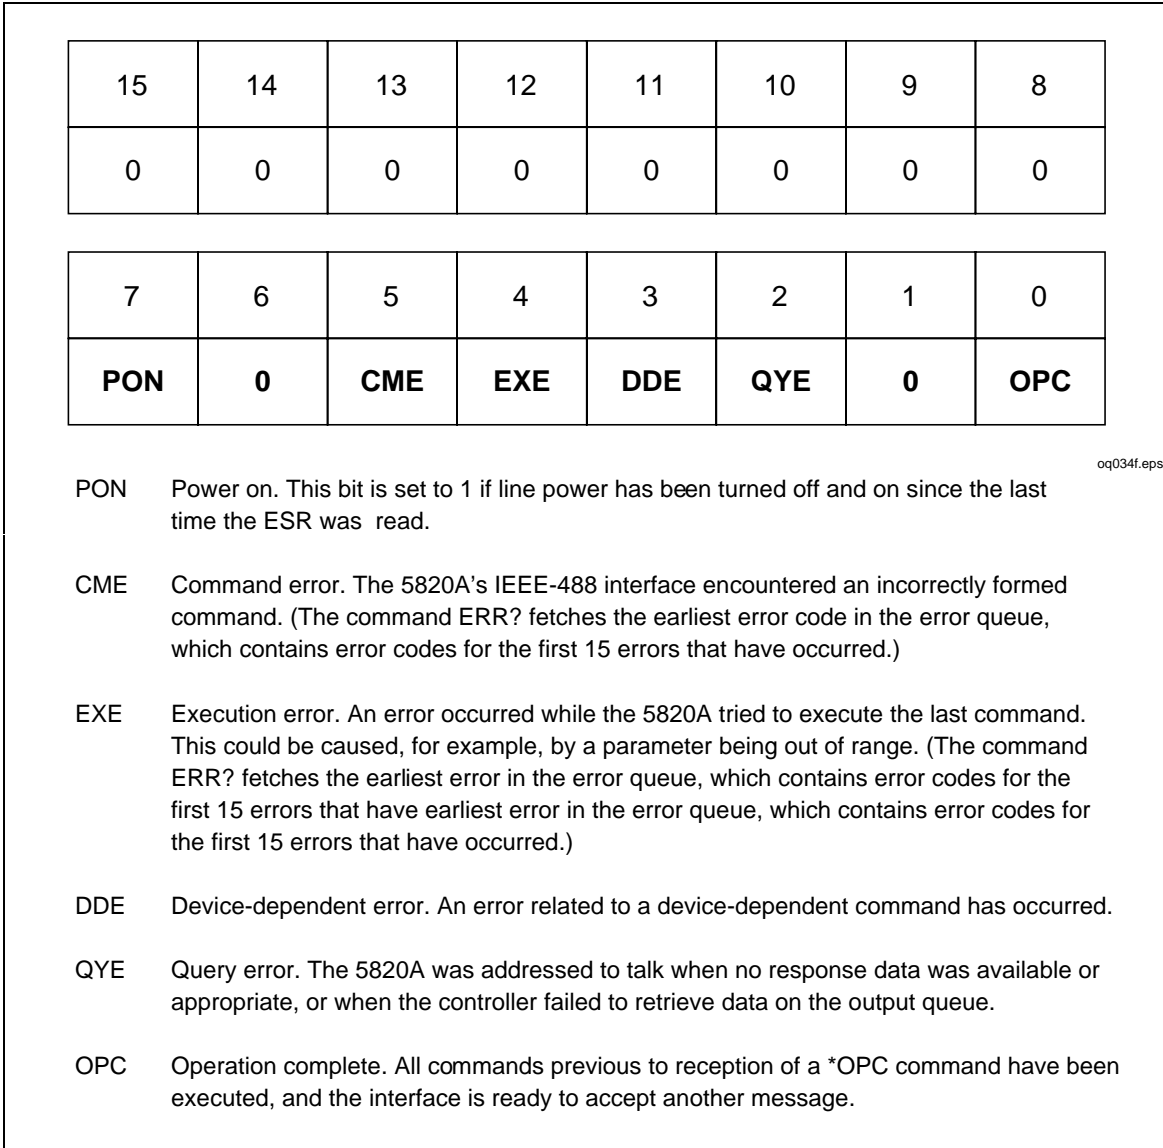 15 14 13 12 11 10 9 8
0 0 0 0 0 0 0 0
7 6 5 4 3 2 1 0
PON 0 CME EXE DDE QYE 0 OPC
oq034f.eps
PON Power on. This bit is set to 1 if line power has been turned off and on since the last
time the ESR was read.
CME Command error. The 5820A's IEEE-488 interface encountered an incorrectly formed
command. (The command ERR? fetches the earliest error code in the error queue,
which contains error codes for the first 15 errors that have occurred.)
EXE Execution error. An error occurred while the 5820A tried to execute the last command.
This could be caused, for example, by a parameter being out of range. (The command
ERR? fetches the earliest error in the error queue, which contains error codes for the
first 15 errors that have earliest error in the error queue, which contains error codes for
the first 15 errors that have occurred.)
DDE Device-dependent error. An error related to a device-dependent command has occurred.
QYE Query error. The 5820A was addressed to talk when no response data was available or
appropriate, or when the controller failed to retrieve data on the output queue.
OPC Operation complete. All commands previous to reception of a *OPC command have been
executed, and the interface is ready to accept another message.